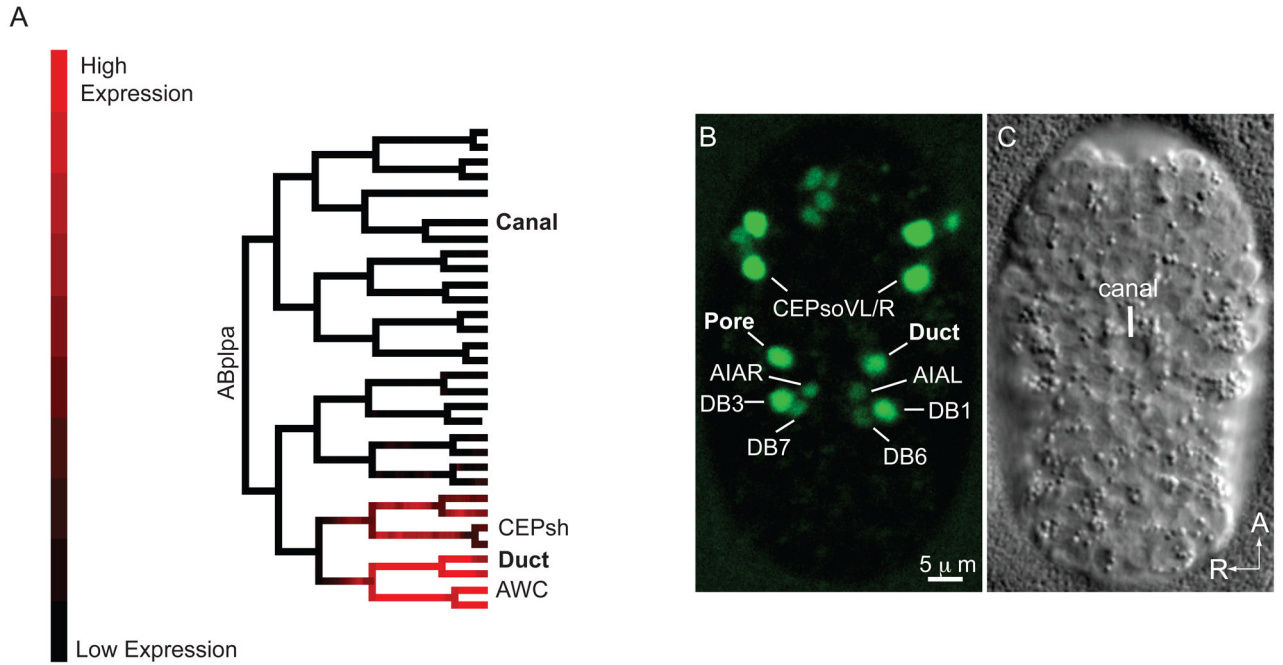 A
High
Expression
Low Expression
ABplpa
Canal
CEPsh
Duct
AWC
B
CEPsoVL/R
Pore
Duct
AIAR
AIAL
DB3
DB1
DB7
DB6
5 μ m
C
canal
A
R